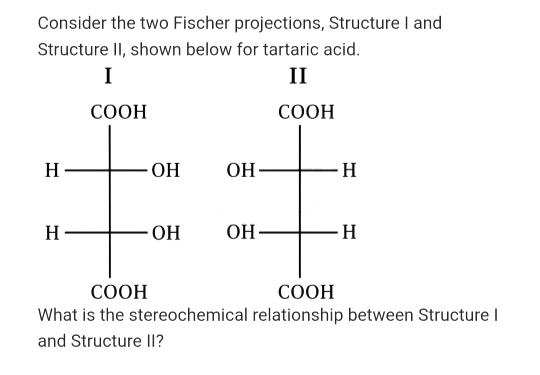 Consider the two Fischer projections, Structure I and
Structure II, shown below for tartaric acid.
I II
COOH COOH
H OH OH H
H OH OH H
COOH COOH
What is the stereochemical relationship between Structure I
and Structure II?